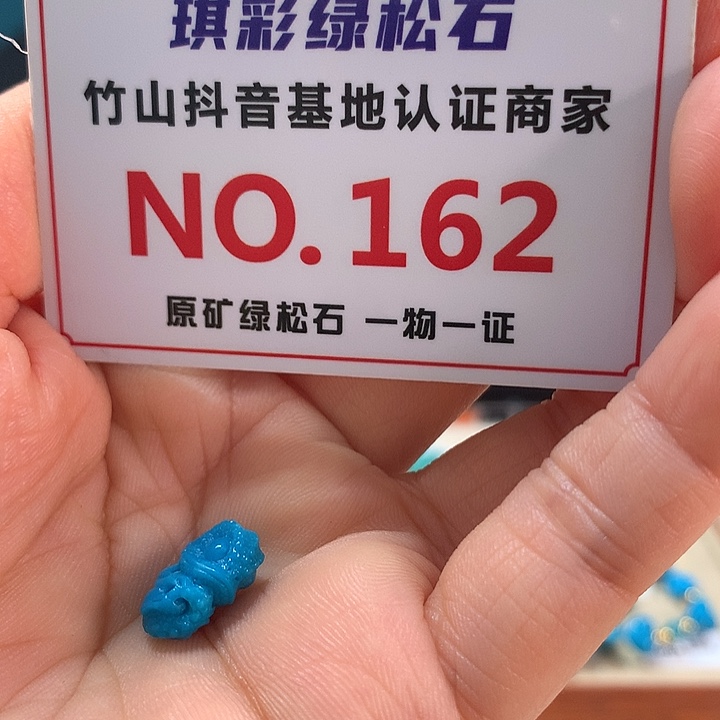 琪彩绿松石
竹山抖音基地认证商家
NO.162
原矿绿松石 一物一证